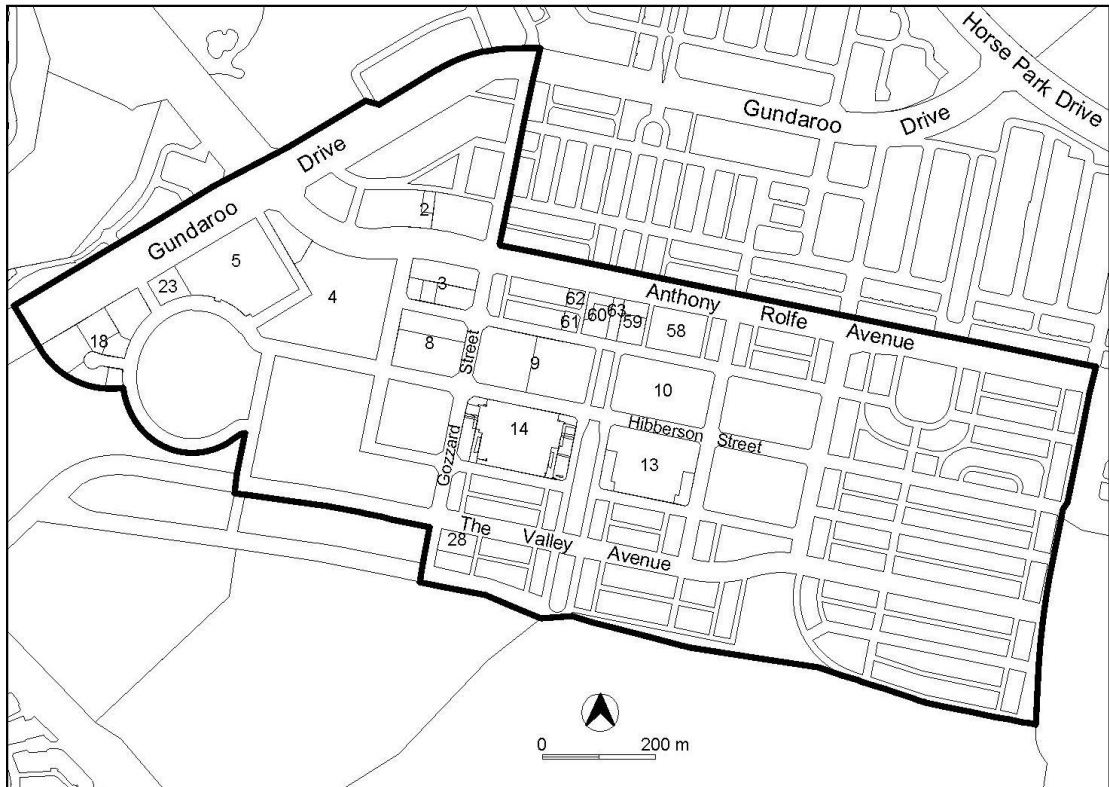 Horse Park Drive
Gundaroo Drive
Gundaroo Drive
2
5
23
4
3
18
8
Street
Gozzard
62
61
60
63
59
58
Anthony Rolfe Avenue
9
10
14
Hibberson Street
13
28
The Valley Avenue
0 200 m